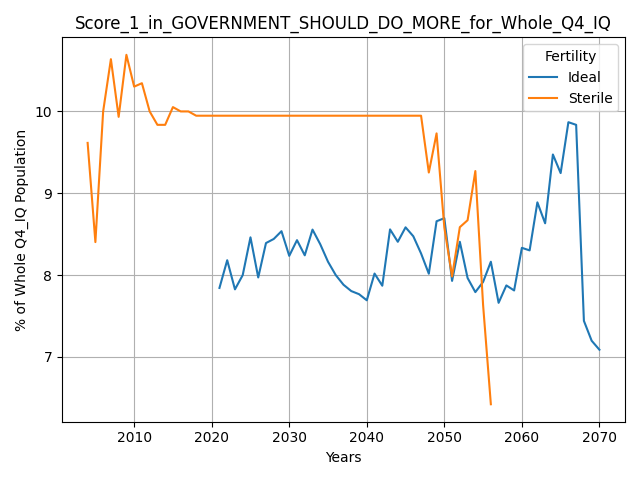 Score_1_in_GOVERNMENT_SHOULD_DO_MORE_for_Whole_Q4_IQ
Fertility
Ideal
Sterile
% of Whole Q4_IQ Population
10
9
8
7
2010 2020 2030 2040 2050 2060 2070
Years